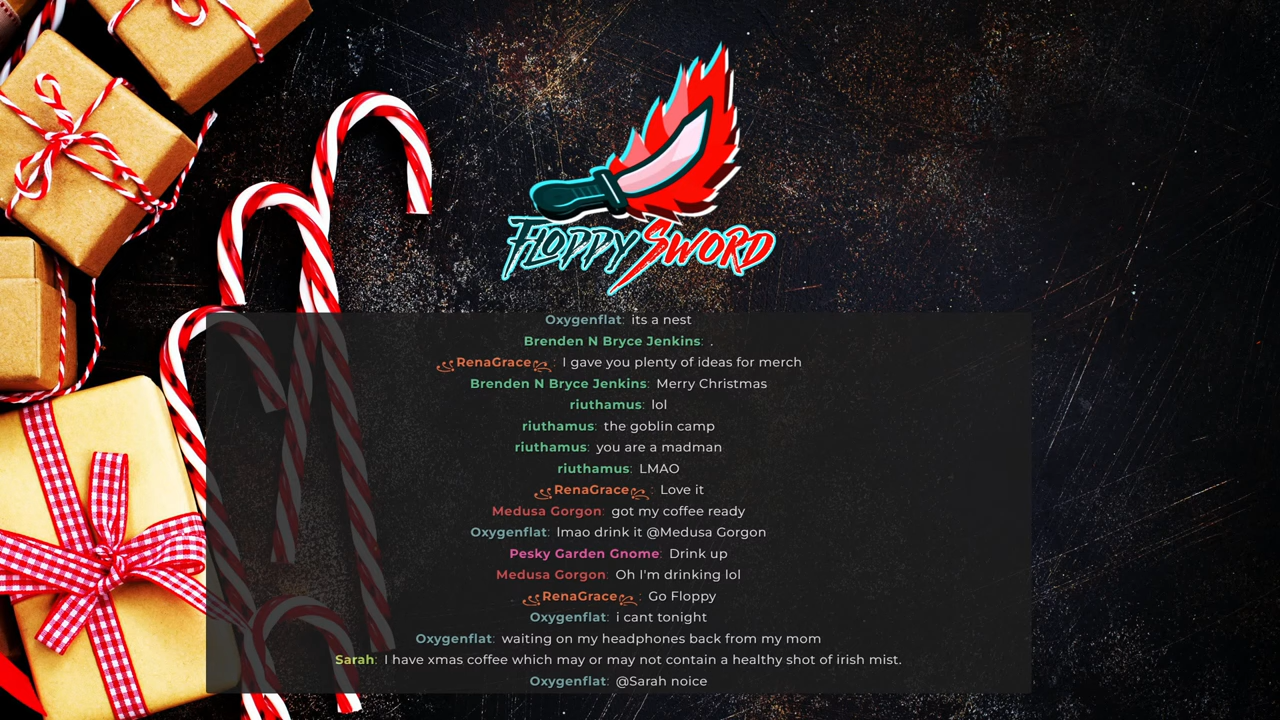 Floppy Sword
Oxygenflat: its a nest
Brenden N Bryce Jenkins: .
RenaGrace: I gave you plenty of ideas for merch
Brenden N Bryce Jenkins: Merry Christmas
riuthamus: lol
riuthamus: the goblin camp
riuthamus: you are a madman
riuthamus: LMAO
RenaGrace: Love it
Medusa Gorgon: got my coffee ready
Oxygenflat: lmao drink it @Medusa Gorgon
Pesky Garden Gnome: Drink up
Medusa Gorgon: Oh I'm drinking lol
RenaGrace: Go Floppy
Oxygenflat: i cant tonight
Oxygenflat: waiting on my headphones back from my mom
Sarah: I have xmas coffee which may or may not contain a healthy shot of irish mist.
Oxygenflat: @Sarah noice